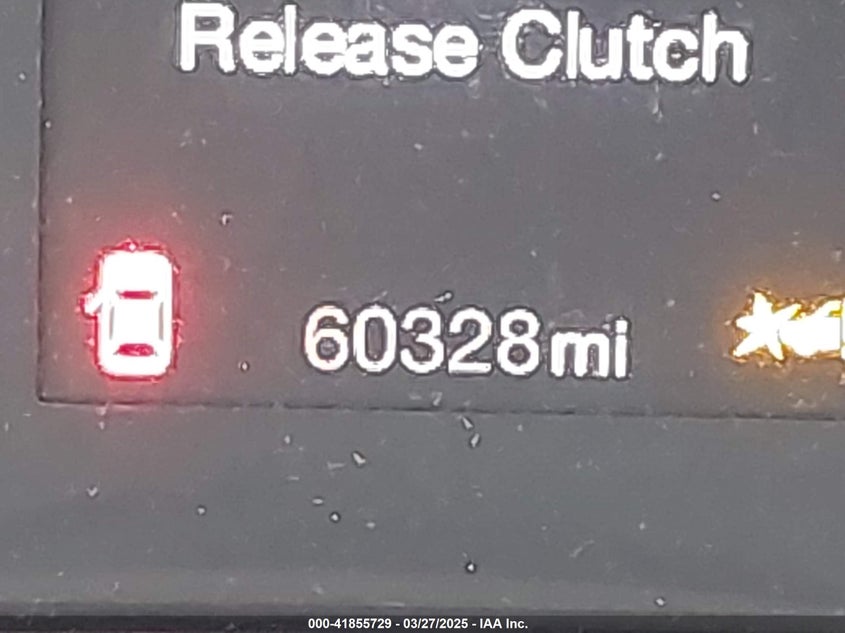 Release Clutch
60328mi
000-41855729 - 03/27/2025 - IAA Inc.